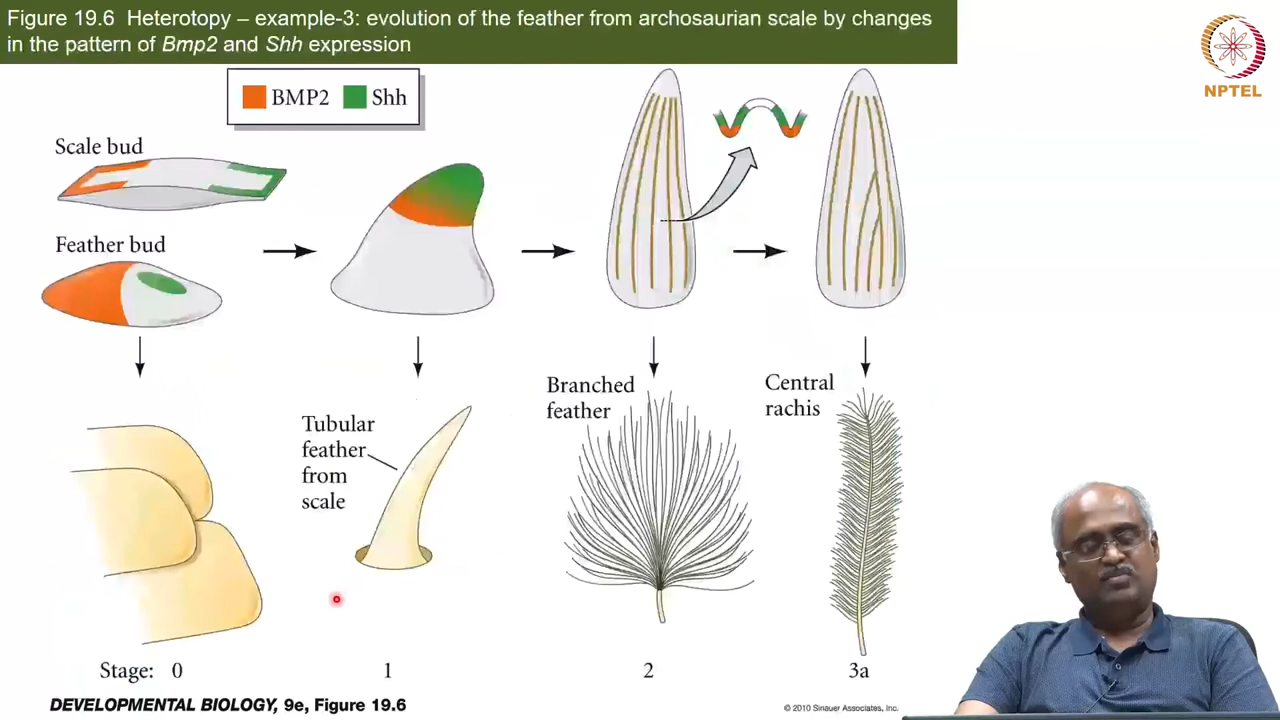 Figure 19.6 Heterotopy – example-3: evolution of the feather from archosaurian scale by changes
in the pattern of Bmp2 and Shh expression
NPTEL
BMP2 Shh
Scale bud
Feather bud
Tubular
feather
from
scale
Branched
feather
Central
rachis
Stage: 0 1 2 3a
DEVELOPMENTAL BIOLOGY, 9e, Figure 19.6
© 2010 Sinauer Associates, Inc.